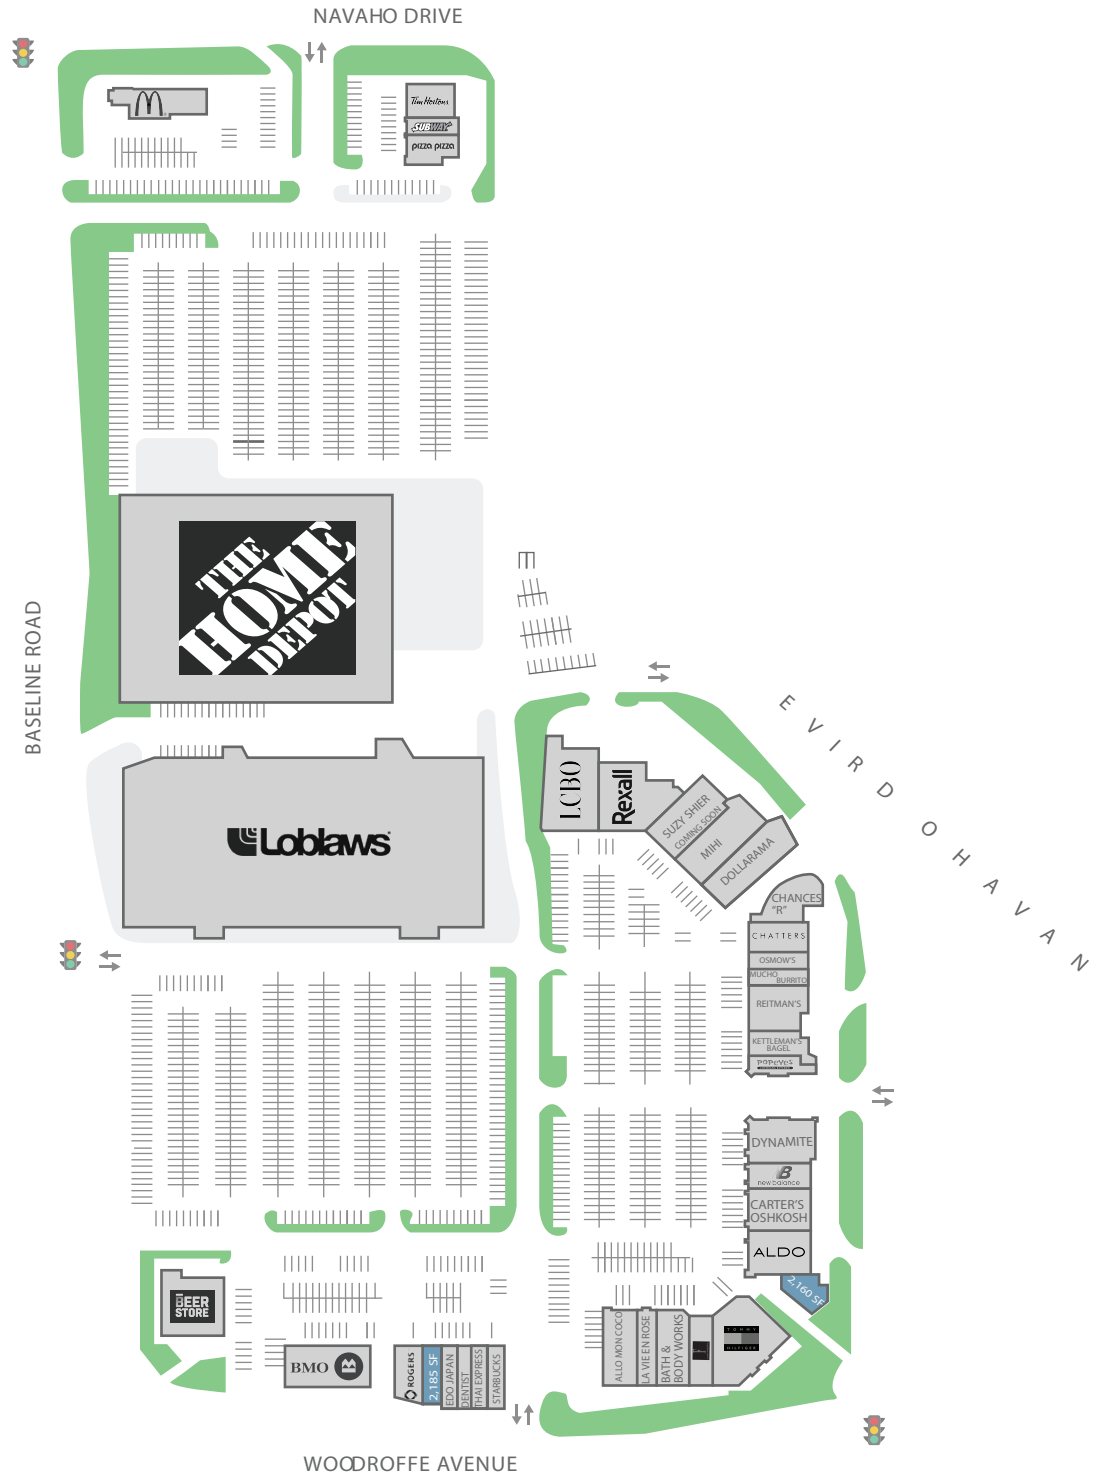 NAVAHO DRIVE
Tim Hortons
SUBWAY
pizza pizza
THE
HOME
DEPOT
BASELINE ROAD
EVIRD OHAVAN
LCBO
Rexall
SUZY SHIER
COMING SOON
MIHI
DOLLARAMA
Loblaws
CHANCES
"R"
CHATTERS
OSMOW'S
MUCHO
BURRITO
REITMAN'S
KETTLEMAN'S
BAGEL
POPEYES
DYNAMITE
new balance
CARTER'S
OSHKOSH
ALDO
2,160 SF
THE
BEER
STORE
BMO
ROGERS
2,185 SF
EDO JAPAN
DENTIST
THAI EXPRESS
STARBUCKS
ALLO MON COCO
LA VIE EN ROSE
BATH &
BODY WORKS
TOMMY
HILFIGER
WOODROFFE AVENUE